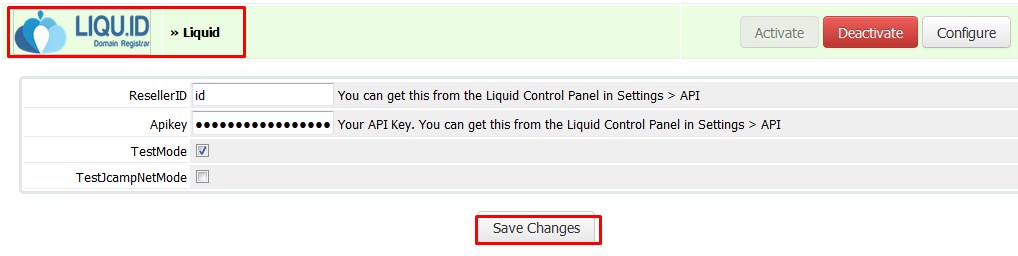 LIQU.ID
Domain Registrar
» Liquid
Activate Deactivate Configure
ResellerID id You can get this from the Liquid Control Panel in Settings > API
Apikey ••••••••••••••••• Your API Key. You can get this from the Liquid Control Panel in Settings > API
TestMode
TestJcampNetMode
Save Changes